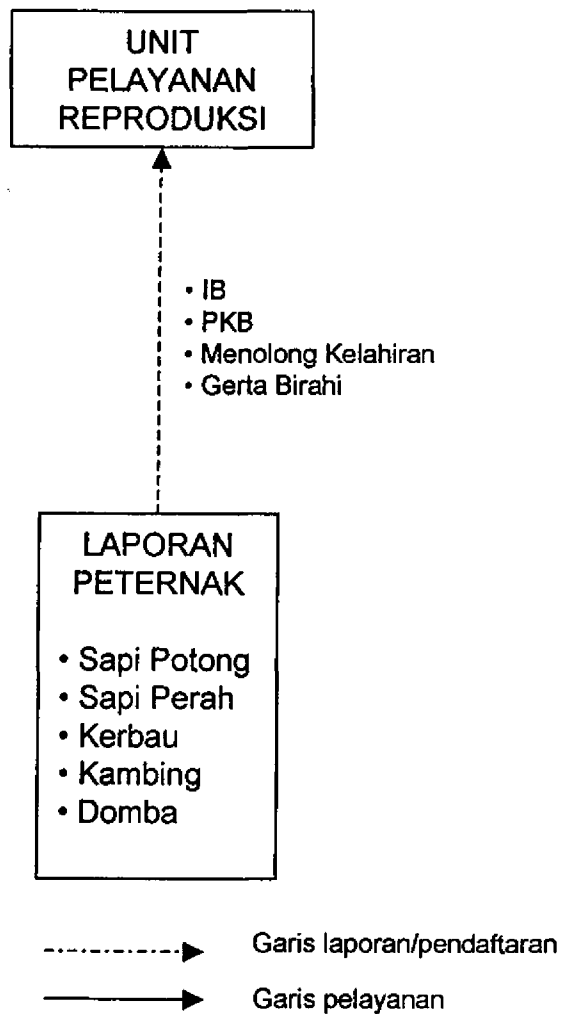 UNIT
PELAYANAN
REPRODUKSI
• IB
• PKB
• Menolong Kelahiran
• Gerta Birahi
LAPORAN
PETERNAK
• Sapi Potong
• Sapi Perah
• Kerbau
• Kambing
• Domba
Garis laporan/pendaftaran
Garis pelayanan